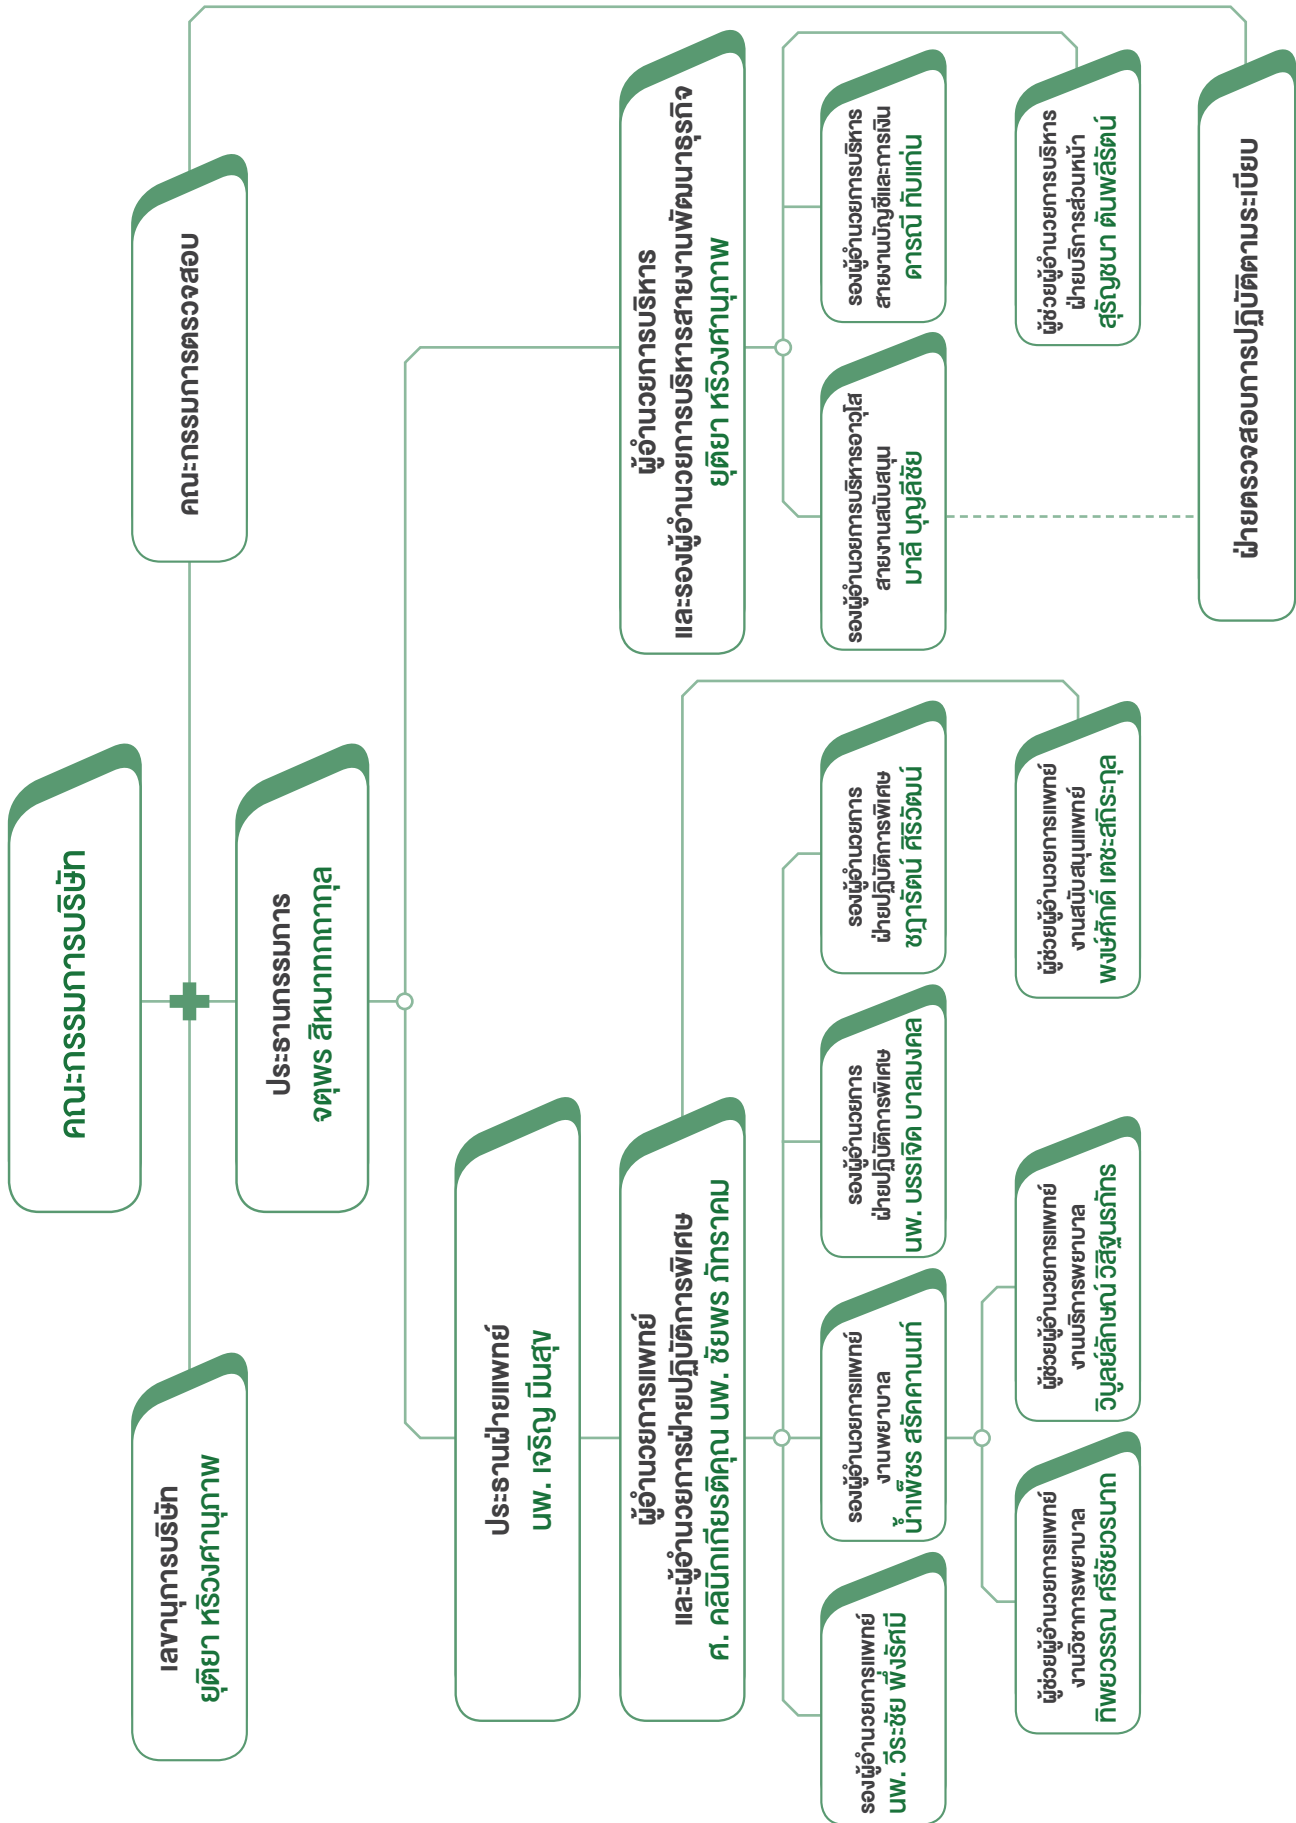 คณะกรรมการบริษัท
เลขานุการบริษัท
ยุติยา หริวงศานุภาพ
คณะกรรมการตรวจสอบ
ประธานกรรมการ
จตุพร สีหนาทกถากุล
ประธานฝ่ายแพทย์
นพ. เจริญ มีนสุข
ผู้อำนวยการแพทย์
และผู้อำนวยการฝ่ายปฏิบัติการพิเศษ
ศ. คลินิกเกียรติคุณ นพ. ชัยพร ภัทราคม
ผู้อำนวยการบริหาร
และรองผู้อำนวยการบริหารสายงานพัฒนาธุรกิจ
ยุติยา หริวงศานุภาพ
รองผู้อำนวยการแพทย์
นพ. วีระชัย พึ่งรัศมี
รองผู้อำนวยการแพทย์
งานพยาบาล
น้ำเพ็ชร สรัคคานนท์
รองผู้อำนวยการ
ฝ่ายปฏิบัติการพิเศษ
นพ. บรรเจิด บาลมงคล
รองผู้อำนวยการ
ฝ่ายปฏิบัติการพิเศษ
ชฎารัตน์ ศิริวัฒน์
รองผู้อำนวยการบริหารอาวุโส
สายงานสนับสนุน
มาลี บุญลีชัย
รองผู้อำนวยการบริหาร
สายงานบัญชีและการเงิน
ดารณี ทับแก่น
ผู้ช่วยผู้อำนวยการแพทย์
งานวิชาการพยาบาล
ทิพยวรรณ ศรีชัยวรนาถ
ผู้ช่วยผู้อำนวยการแพทย์
งานบริการพยาบาล
วิบูลย์ลักษณ์ วิสิฐนรภัทร
ผู้ช่วยผู้อำนวยการแพทย์
งานสนับสนุนแพทย์
พงษ์ศักดิ์ เตชะสถิระกุล
ผู้ช่วยผู้อำนวยการบริหาร
ฝ่ายบริการส่วนหน้า
สุรัญชนา ตันพลีรัตน์
ฝ่ายตรวจสอบการปฏิบัติตามระเบียบ